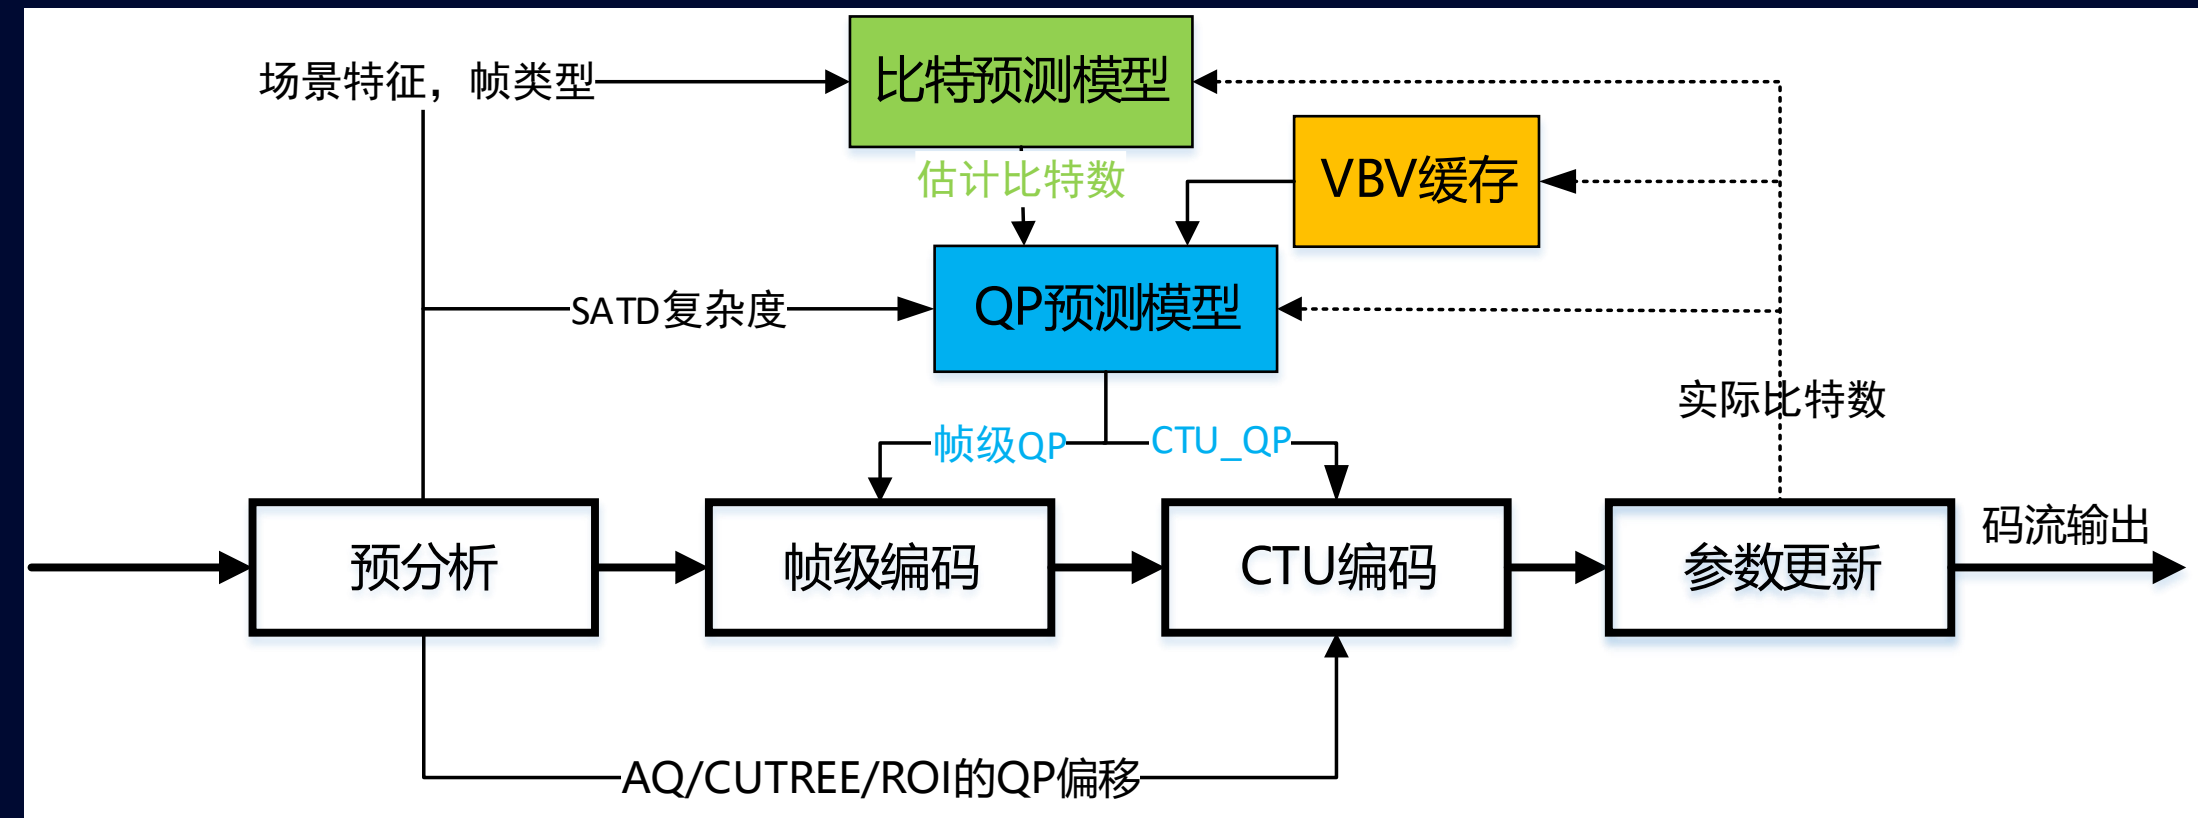 场景特征，帧类型
比特预测模型
估计比特数
VBV缓存
SATD复杂度
QP预测模型
实际比特数
帧级QP
CTU_QP
预分析
帧级编码
CTU编码
参数更新
码流输出
AQ/CUTREE/ROI的QP偏移